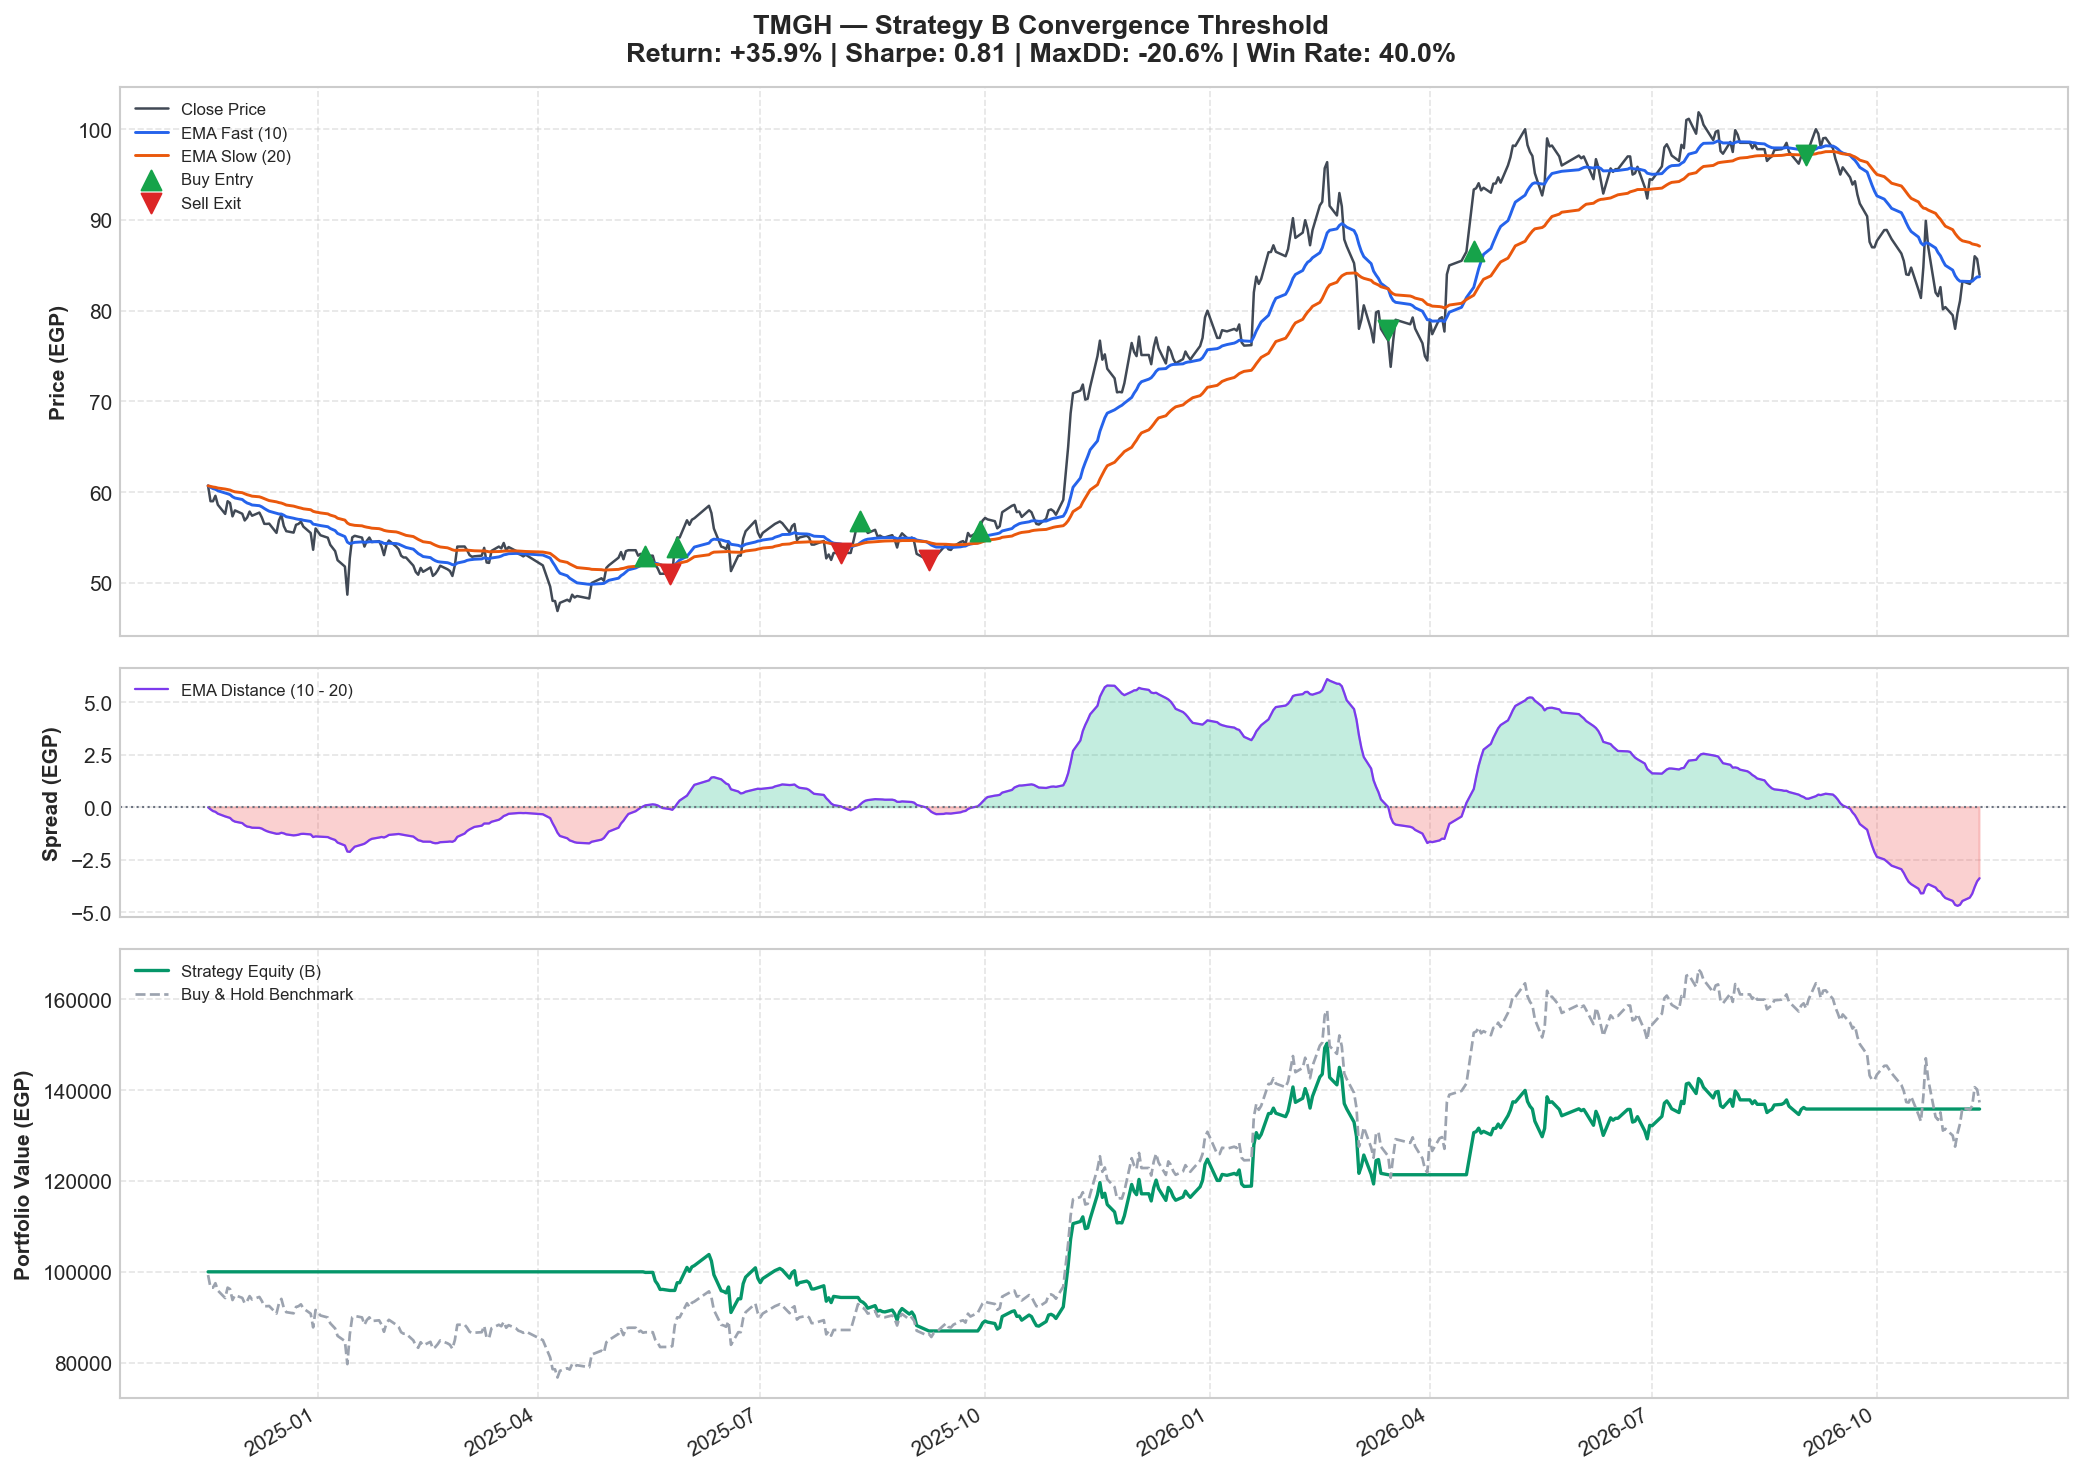 TMGH — Strategy B Convergence Threshold
Return: +35.9% | Sharpe: 0.81 | MaxDD: -20.6% | Win Rate: 40.0%
Close Price
EMA Fast (10)
EMA Slow (20)
Buy Entry
Sell Exit
Price (EGP)
100
90
80
70
60
50
EMA Distance (10 - 20)
Spread (EGP)
5.0
2.5
0.0
−2.5
−5.0
Strategy Equity (B)
Buy & Hold Benchmark
Portfolio Value (EGP)
160000
140000
120000
100000
80000
2025-01
2025-04
2025-07
2025-10
2026-01
2026-04
2026-07
2026-10